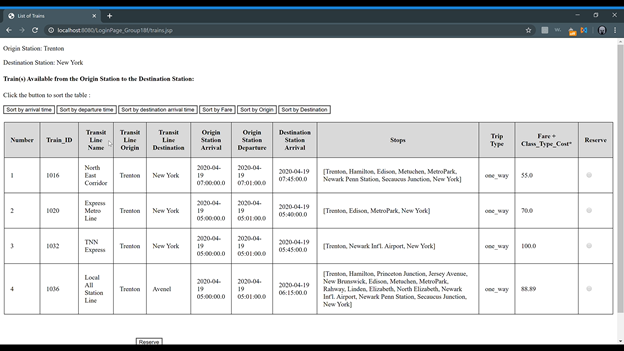 List of Trains
localhost:8080/LoginPage_Group18f/trains.jsp
Origin Station: Trenton
Destination Station: New York
Train(s) Available from the Origin Station to the Destination Station:
Click the button to sort the table :
Sort by arrival time Sort by departure time Sort by destination arrival time Sort by Fare Sort by Origin Sort by Destination
Number Train_ID Transit Line Name Transit Line Origin Transit Line Destination Origin Station Arrival Origin Station Departure Destination Station Arrival Stops Trip Type Fare + Class_Type_Cost*  Reserve
1 1016 North East Corridor Trenton New York 2020-04-19 07:00:00.0 2020-04-19 07:01:00.0 2020-04-19 07:45:00.0 [Trenton, Hamilton, Edison, Metuchen, MetroPark, Newark Penn Station, Secaucus Junction, New York] one_way 55.0
2 1020 Express Metro Line Trenton New York 2020-04-19 05:00:00.0 2020-04-19 05:01:00.0 2020-04-19 05:40:00.0 [Trenton, Edison, MetroPark, New York] one_way 70.0
3 1032 TNN Express Trenton New York 2020-04-19 05:00:00.0 2020-04-19 05:01:00.0 2020-04-19 05:45:00.0 [Trenton, Newark Int'l. Airport, New York] one_way 100.0
4 1036 Local All Station Line Trenton Avenel 2020-04-19 05:00:00.0 2020-04-19 05:01:00.0 2020-04-19 06:15:00.0 [Trenton, Hamilton, Princeton Junction, Jersey Avenue, New Brunswick, Edison, Metuchen, MetroPark, Rahway, Linden, Elizabeth, North Elizabeth, Newark Int'l. Airport, Newark Penn Station, Secaucus Junction, New York] one_way 88.89
Reserve